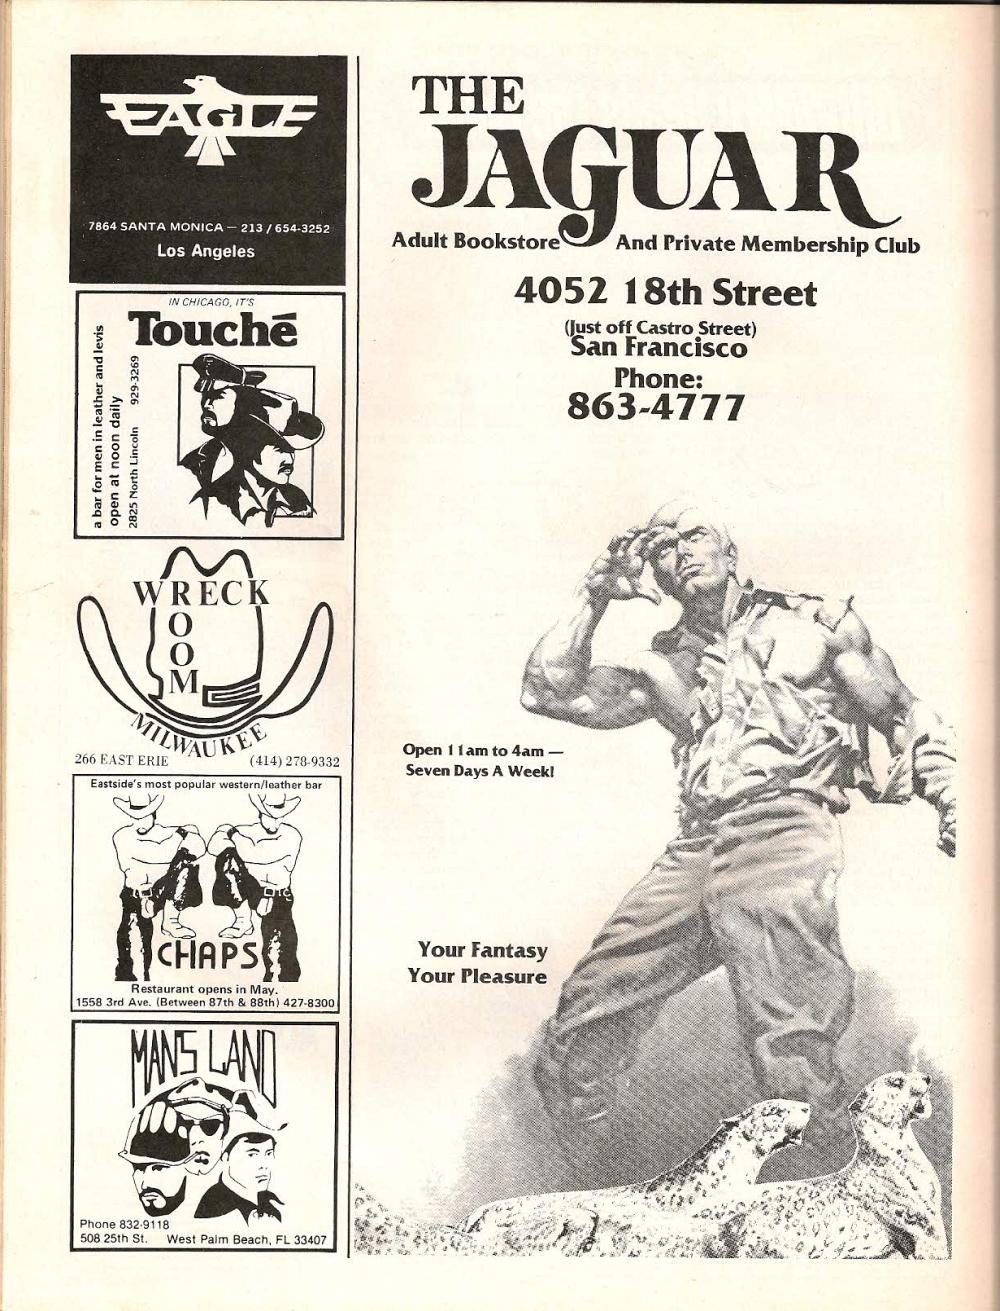 EAGLE
7864 SANTA MONICA — 213 / 654-3252
Los Angeles
IN CHICAGO, IT'S
Touché
a bar for men in leather and levis
open at noon daily
2825 North Lincoln 929-3269
WRECK
ROOM
MILWAUKEE
266 EAST ERIE (414) 278-9332
Eastside's most popular western/leather bar
CHAPS
Restaurant opens in May.
1558 3rd Ave. (Between 87th & 88th) 427-8300
MAN'S LAND
Phone 832-9118
508 25th St. West Palm Beach, FL 33407
THE
JAGUAR
Adult Bookstore And Private Membership Club
4052 18th Street
(Just off Castro Street)
San Francisco
Phone:
863-4777
Open 11am to 4am —
Seven Days A Week!
Your Fantasy
Your Pleasure